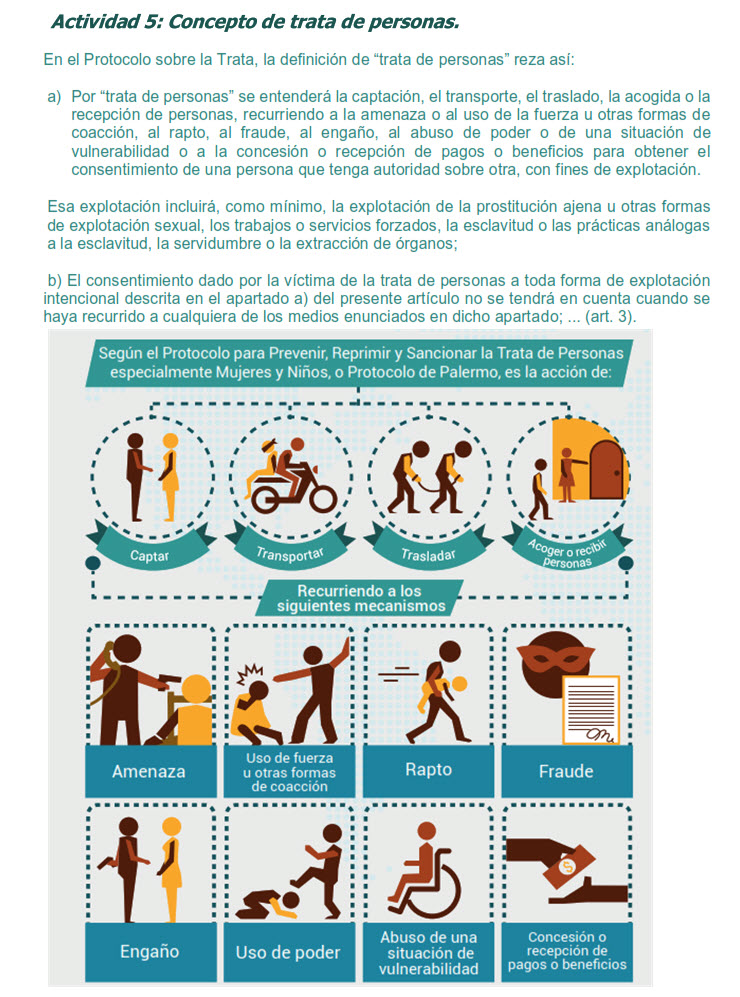 Actividad 5: Concepto de trata de personas.
En el Protocolo sobre la Trata, la definición de “trata de personas” reza así:
a) Por “trata de personas” se entenderá la captación, el transporte, el traslado, la acogida o la
recepción de personas, recurriendo a la amenaza o al uso de la fuerza u otras formas de
coacción, al rapto, al fraude, al engaño, al abuso de poder o de una situación de
vulnerabilidad o a la concesión o recepción de pagos o beneficios para obtener el
consentimiento de una persona que tenga autoridad sobre otra, con fines de explotación.
Esa explotación incluirá, como mínimo, la explotación de la prostitución ajena u otras formas
de explotación sexual, los trabajos o servicios forzados, la esclavitud o las prácticas análogas
a la esclavitud, la servidumbre o la extracción de órganos;
b) El consentimiento dado por la víctima de la trata de personas a toda forma de explotación
intencional descrita en el apartado a) del presente artículo no se tendrá en cuenta cuando se
haya recurrido a cualquiera de los medios enunciados en dicho apartado; ... (art. 3).
Según el Protocolo para Prevenir, Reprimir y Sancionar la Trata de Personas
especialmente Mujeres y Niños, o Protocolo de Palermo, es la acción de:
Captar
Transportar
Trasladar
Acoger o recibir
personas
Recurriendo a los
siguientes mecanismos
Amenaza
Uso de fuerza
u otras formas
de coacción
Rapto
Fraude
Engaño
Uso de poder
Abuso de una
situación de
vulnerabilidad
Concesión o
recepción de
pagos o beneficios